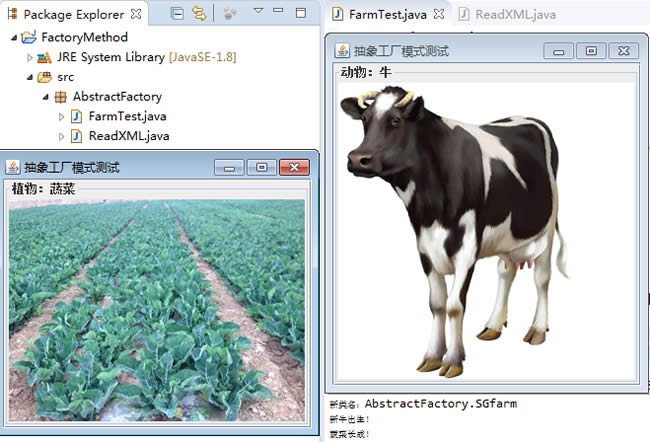 Package Explorer
FactoryMethod
JRE System Library [JavaSE-1.8]
src
AbstractFactory
FarmTest.java
ReadXML.java
抽象工厂模式测试
植物：蔬菜
FarmTest.java
ReadXML.java
抽象工厂模式测试
动物：牛
新类名：AbstractFactory.SGfarm
新牛出生！
蔬菜长成！